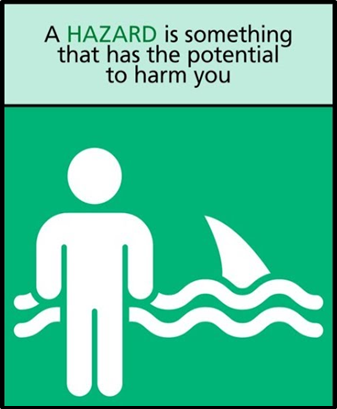 A HAZARD is something
that has the potential
to harm you